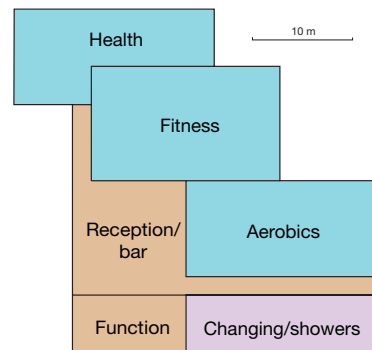 Health
10 m
Fitness
Reception/
bar
Aerobics
Function
Changing/showers